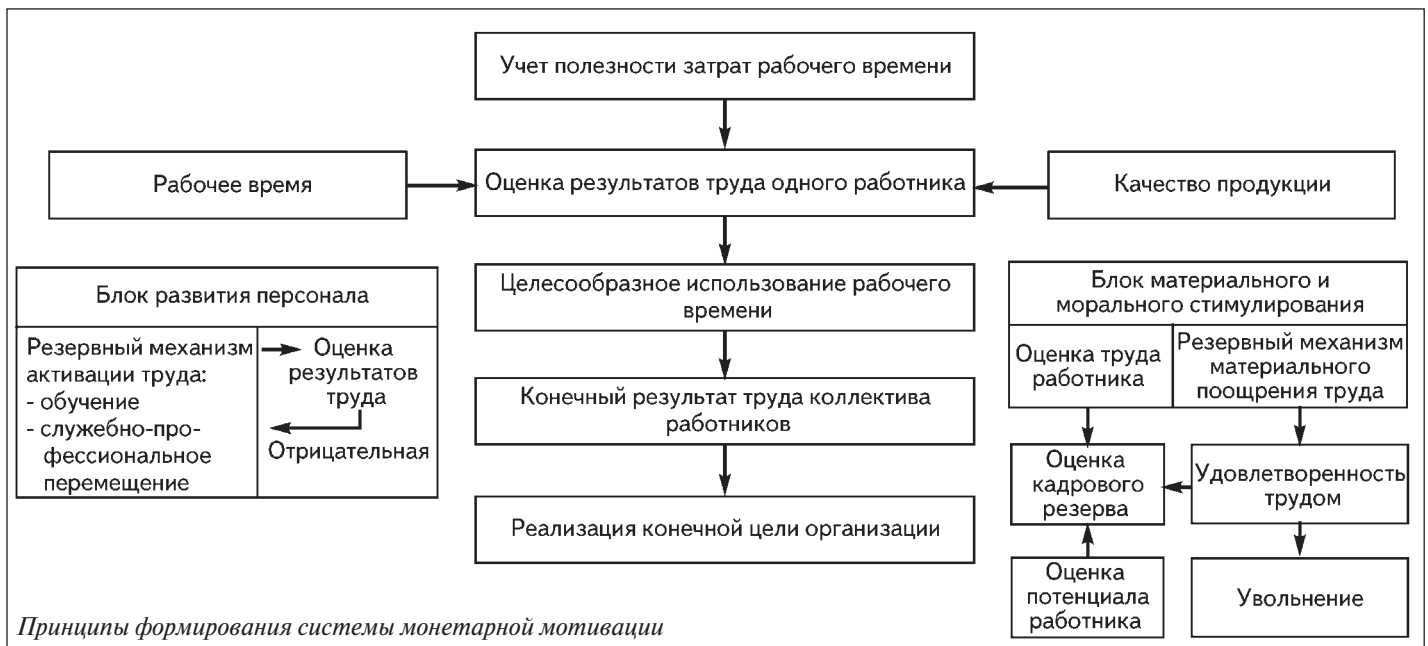 Учет полезности затрат рабочего времени
Рабочее время
Оценка результатов труда одного работника
Качество продукции
Целесообразное использование рабочего
времени
Конечный результат труда коллектива
работников
Реализация конечной цели организации
Блок развития персонала
Резервный механизм
активации труда:
- обучение
- служебно-про-
фессиональное
перемещение
Оценка
результатов
труда
Отрицательная
Блок материального и
морального стимулирования
Оценка труда
работника
Резервный механизм
материального
поощрения труда
Оценка
кадрового
резерва
Удовлетворенность
трудом
Оценка
потенциала
работника
Увольнение
Принципы формирования системы монетарной мотивации